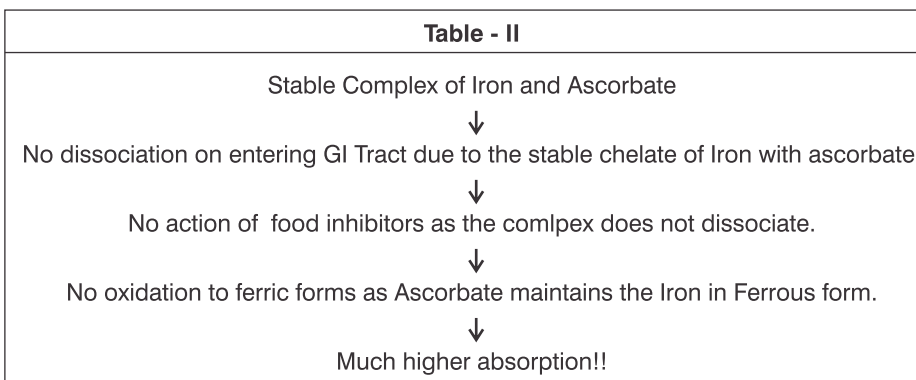 Table - II
Stable Complex of Iron and Ascorbate
↓
No dissociation on entering GI Tract due to the stable chelate of Iron with ascorbate
↓
No action of food inhibitors as the comlpex does not dissociate.
↓
No oxidation to ferric forms as Ascorbate maintains the Iron in Ferrous form.
↓
Much higher absorption!!